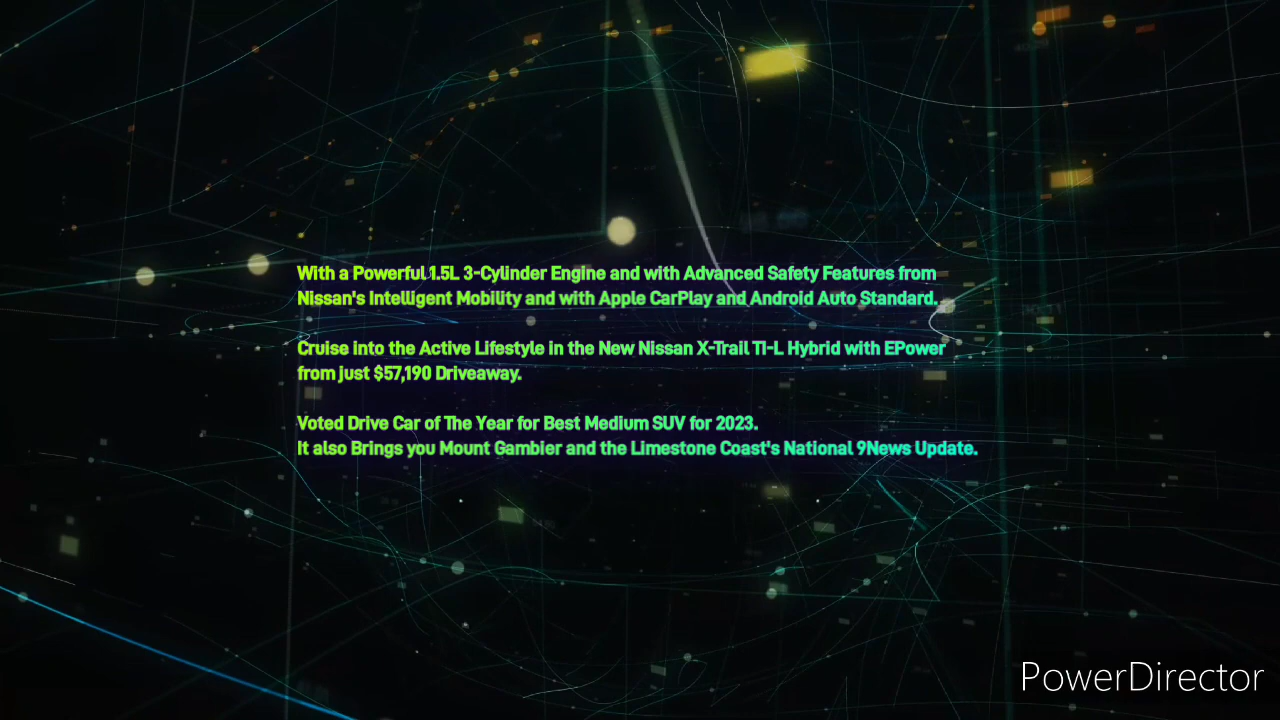 With a Powerful 1.5L 3-Cylinder Engine and with Advanced Safety Features from
Nissan's Intelligent Mobility and with Apple CarPlay and Android Auto Standard.
Cruise into the Active Lifestyle in the New Nissan X-Trail TI-L Hybrid with EPower
from just $57,190 Driveaway.
Voted Drive Car of The Year for Best Medium SUV for 2023.
It also Brings you Mount Gambier and the Limestone Coast's National 9News Update.
PowerDirector